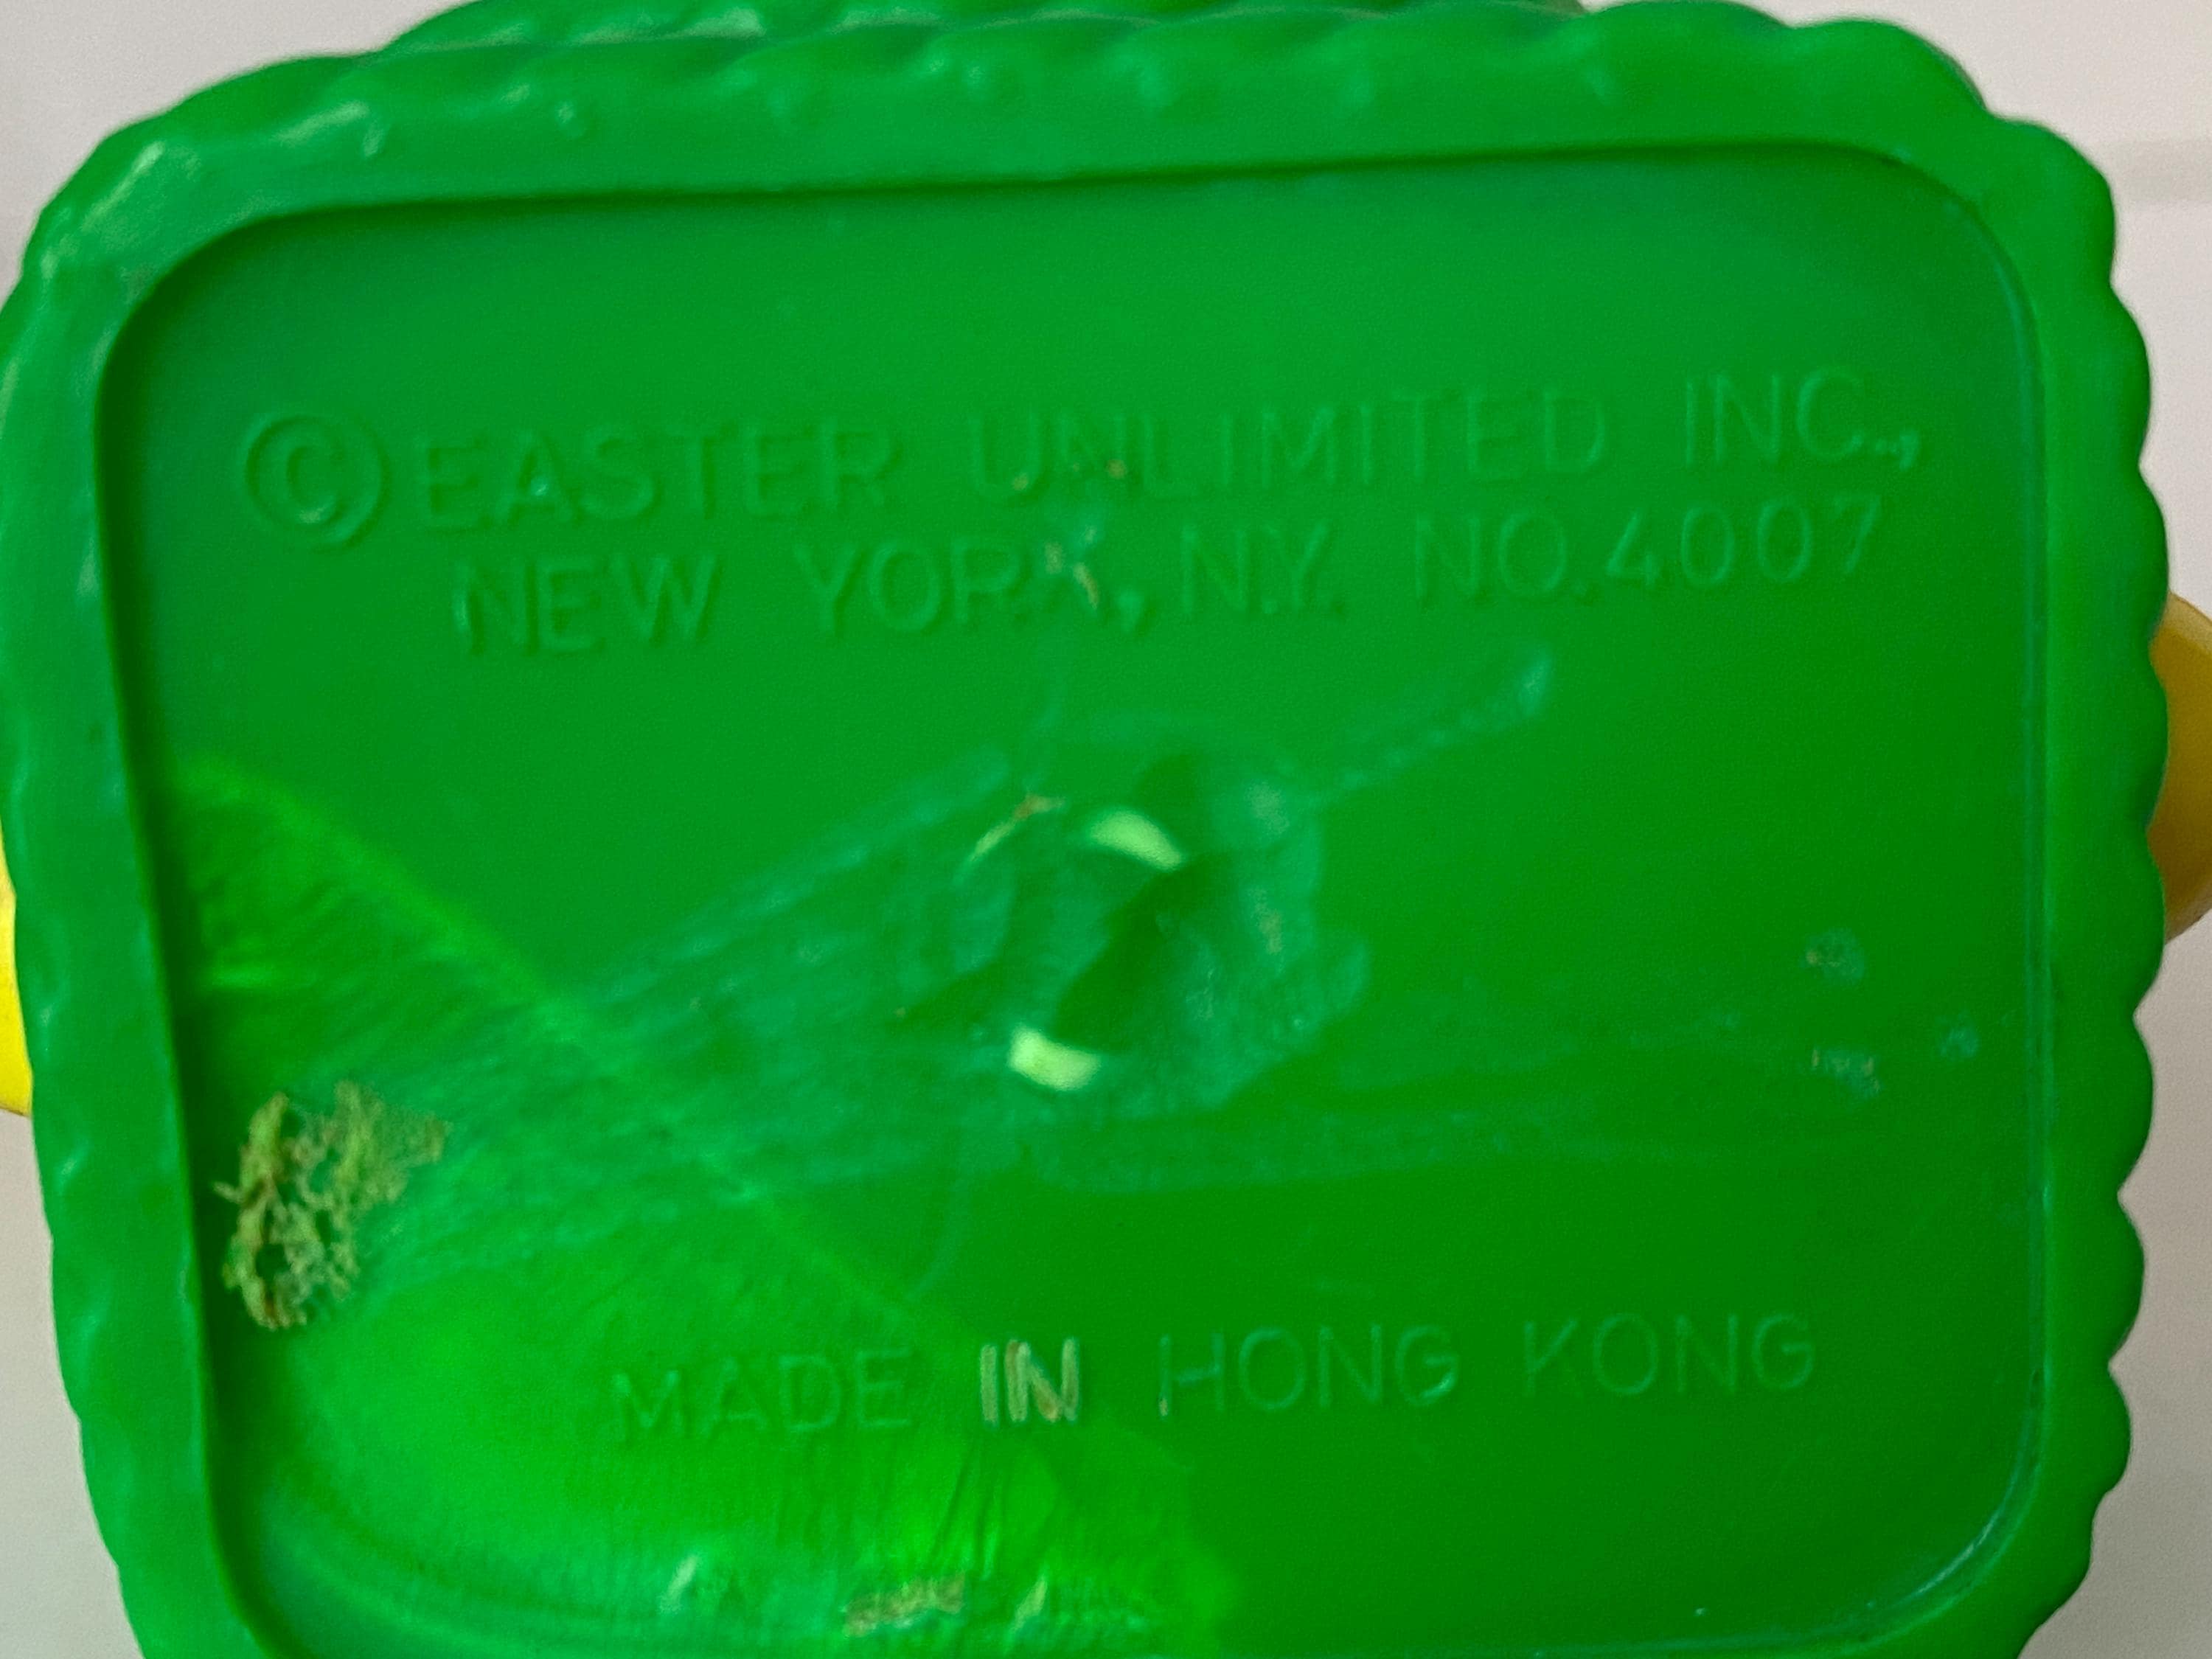 © EASTER UNLIMITED INC.,
NEW YORK, N.Y. NO. 4007
MADE IN HONG KONG